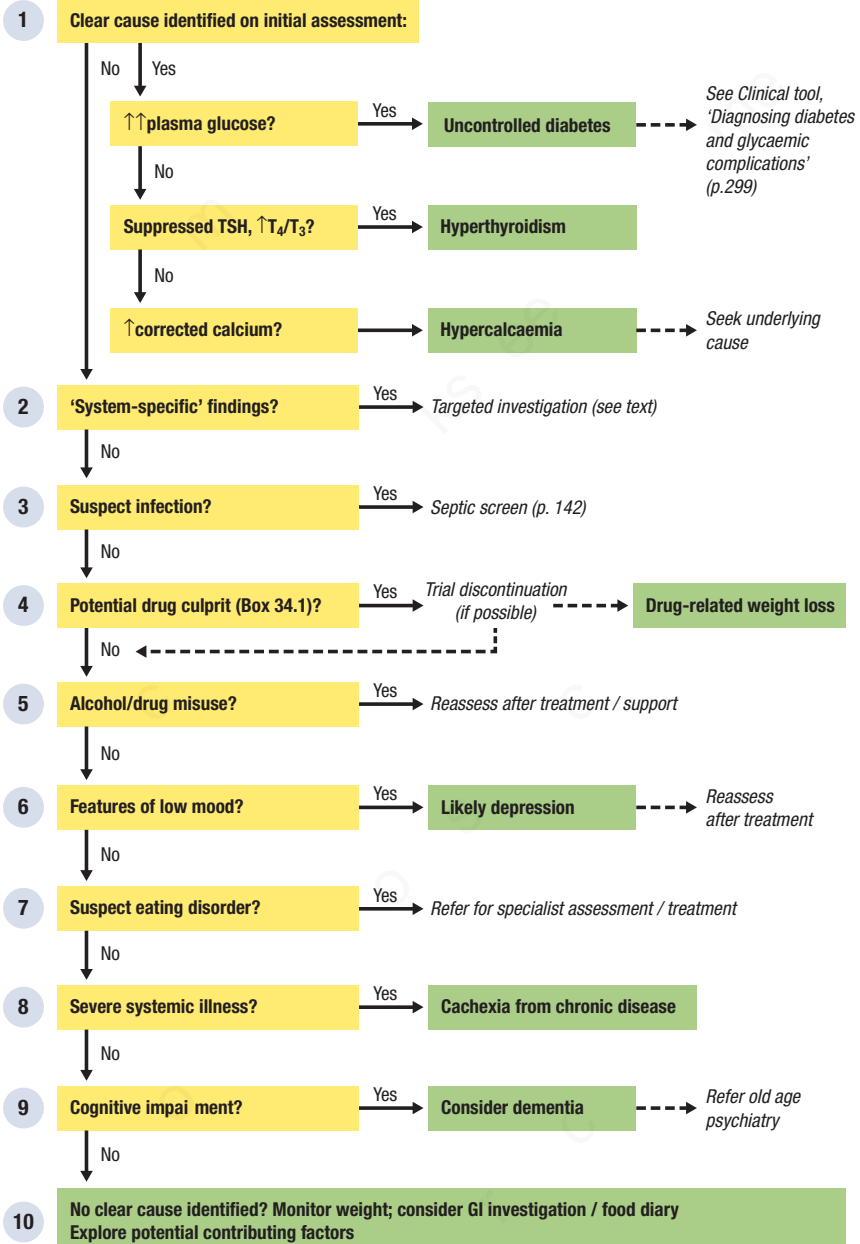 1
Clear cause identified on initial assessment:
No
Yes
↑↑plasma glucose?
Yes
Uncontrolled diabetes
See Clinical tool,
‘Diagnosing diabetes
and glycaemic
complications’
(p.299)
No
Suppressed TSH, ↑T4/T3?
Yes
Hyperthyroidism
No
↑corrected calcium?
Hypercalcaemia
Seek underlying
cause
2
‘System-specific’ findings?
Yes
Targeted investigation (see text)
No
3
Suspect infection?
Yes
Septic screen (p. 142)
No
4
Potential drug culprit (Box 34.1)?
Yes
Trial discontinuation
(if possible)
Drug-related weight loss
No
5
Alcohol/drug misuse?
Yes
Reassess after treatment / support
No
6
Features of low mood?
Yes
Likely depression
Reassess
after treatment
No
7
Suspect eating disorder?
Yes
Refer for specialist assessment / treatment
No
8
Severe systemic illness?
Yes
Cachexia from chronic disease
No
9
Cognitive impai ment?
Yes
Consider dementia
Refer old age
psychiatry
No
10
No clear cause identified? Monitor weight; consider GI investigation / food diary
Explore potential contributing factors